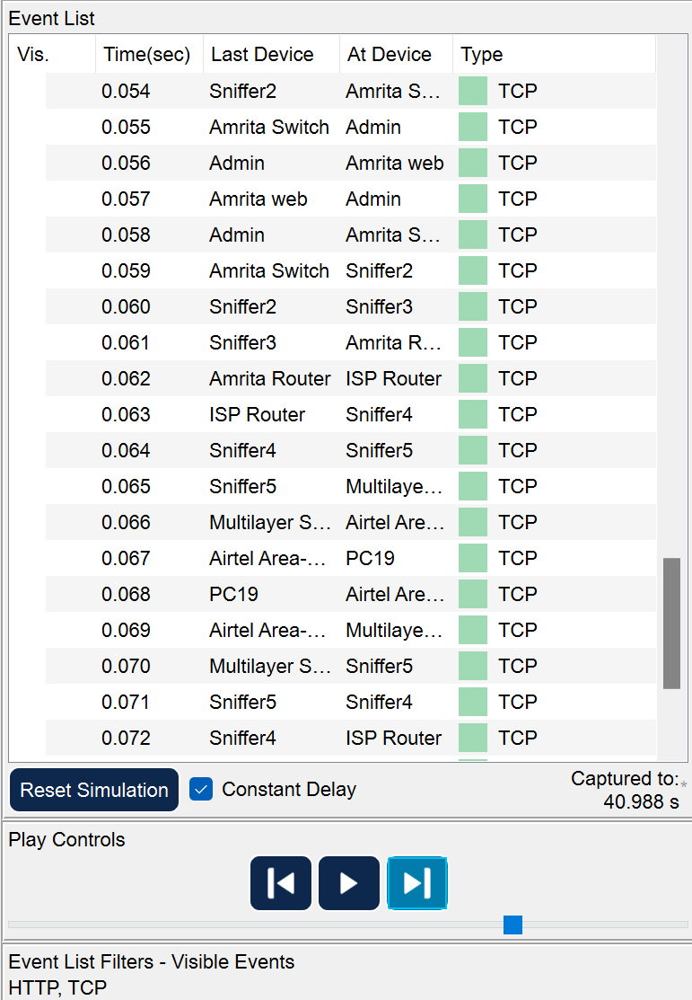 Event List
Vis. Time(sec) Last Device At Device Type
0.054 Sniffer2 Amrita S... TCP
0.055 Amrita Switch Admin TCP
0.056 Admin Amrita web TCP
0.057 Amrita web Admin TCP
0.058 Admin Amrita S... TCP
0.059 Amrita Switch Sniffer2 TCP
0.060 Sniffer2 Sniffer3 TCP
0.061 Sniffer3 Amrita R... TCP
0.062 Amrita Router ISP Router TCP
0.063 ISP Router Sniffer4 TCP
0.064 Sniffer4 Sniffer5 TCP
0.065 Sniffer5 Multilaye... TCP
0.066 Multilayer S... Airtel Are... TCP
0.067 Airtel Area-... PC19 TCP
0.068 PC19 Airtel Are... TCP
0.069 Airtel Area-... Multilaye... TCP
0.070 Multilayer S... Sniffer5 TCP
0.071 Sniffer5 Sniffer4 TCP
0.072 Sniffer4 ISP Router TCP
Reset Simulation Constant Delay Captured to: *
40.988 s
Play Controls
Event List Filters - Visible Events
HTTP, TCP